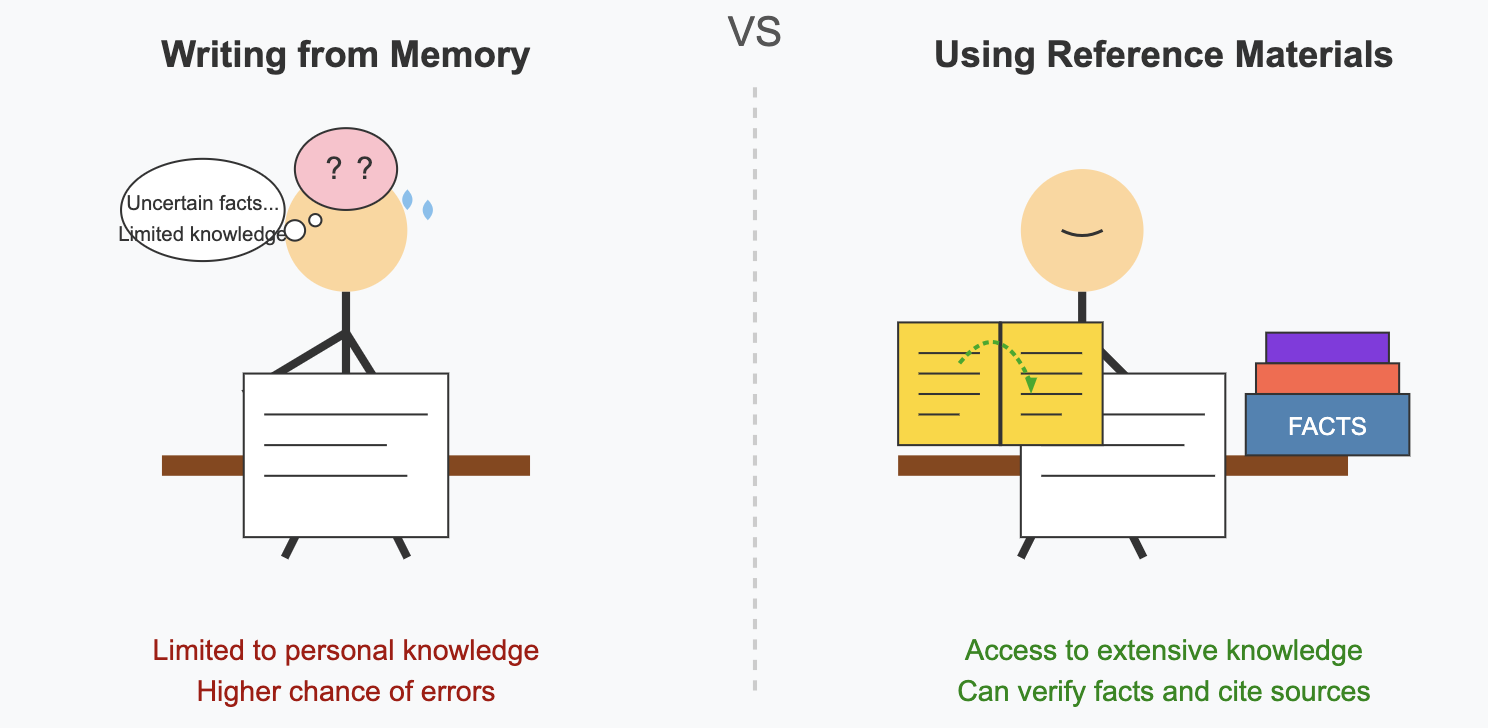 VS
Writing from Memory
Using Reference Materials
? ?
Uncertain facts...
Limited knowledge
FACTS
Limited to personal knowledge
Higher chance of errors
Access to extensive knowledge
Can verify facts and cite sources